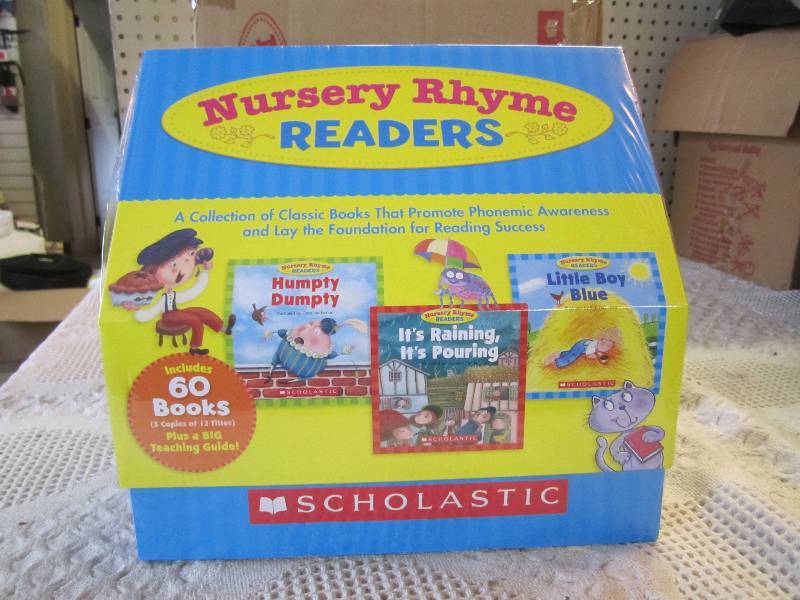 Nursery Rhyme
READERS
A Collection of Classic Books That Promote Phonemic Awareness
and Lay the Foundation for Reading Success
Nursery Rhyme
READERS
Humpty
Dumpty
SCHOLASTIC
Nursery Rhyme
READERS
It's Raining,
It's Pouring
SCHOLASTIC
Nursery Rhyme
READERS
Little Boy
Blue
SCHOLASTIC
Includes
60
Books
(5 Copies of 12 Titles)
Plus a BIG
Teaching Guide!
SCHOLASTIC